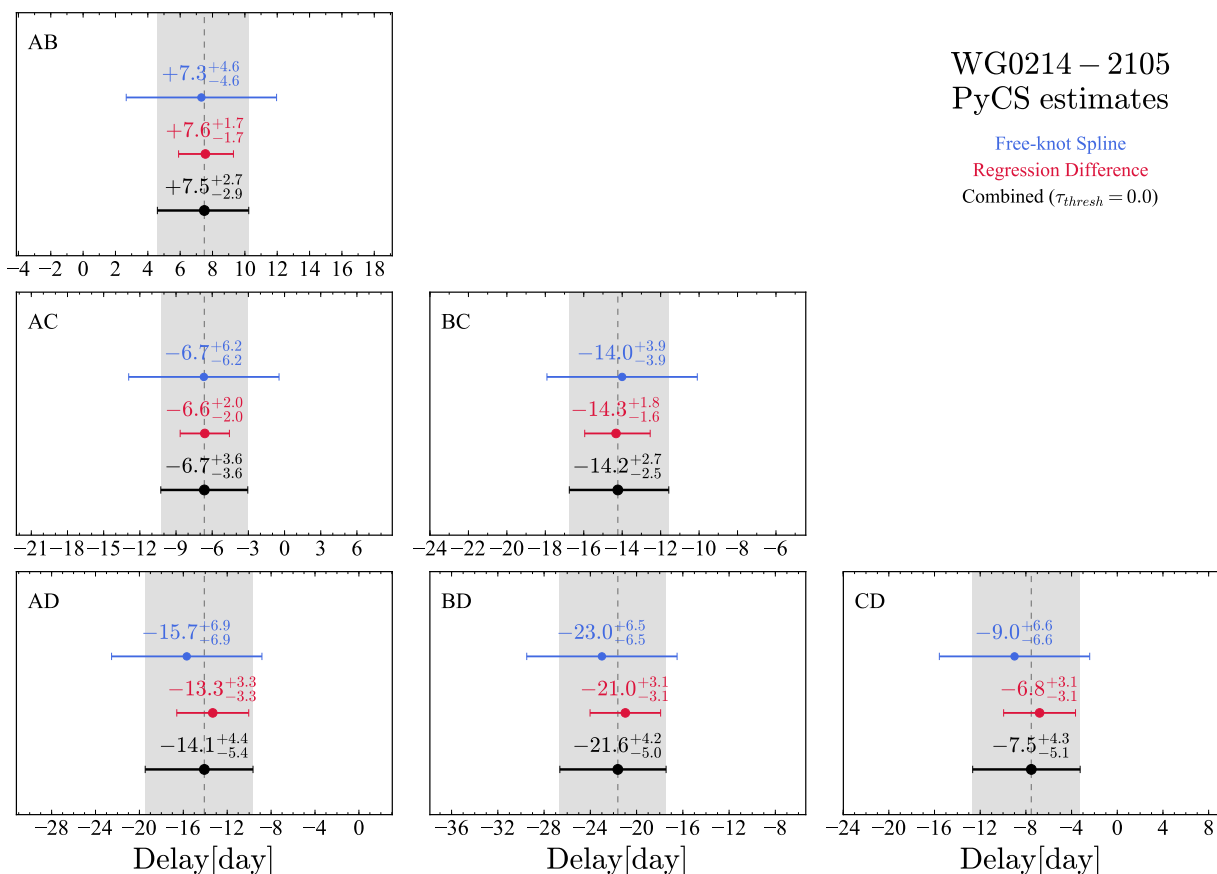 AB
+7.3 +4.6 −4.6
+7.6 +1.7 −1.7
+7.5 +2.7 −2.9
−4 −2 0 2 4 6 8 10 12 14 16 18
WG0214 − 2105
PyCS estimates
Free-knot Spline
Regression Difference
Combined (τthresh = 0.0)
AC
−6.7 +6.2 −6.2
−6.6 +2.0 −2.0
−6.7 +3.6 −3.6
−21 −18 −15 −12 −9 −6 −3 0 3 6
BC
−14.0 +3.9 −3.9
−14.3 +1.8 −1.6
−14.2 +2.7 −2.5
−24 −22 −20 −18 −16 −14 −12 −10 −8 −6
AD
−15.7 +6.9 −6.9
−13.3 +3.3 −3.3
−14.1 +4.4 −5.4
−28 −24 −20 −16 −12 −8 −4 0
Delay[day]
BD
−23.0 +6.5 −6.5
−21.0 +3.1 −3.1
−21.6 +4.2 −5.0
−36 −32 −28 −24 −20 −16 −12 −8
Delay[day]
CD
−9.0 +6.6 −6.6
−6.8 +3.1 −3.1
−7.5 +4.3 −5.1
−24 −20 −16 −12 −8 −4 0 4 8
Delay[day]